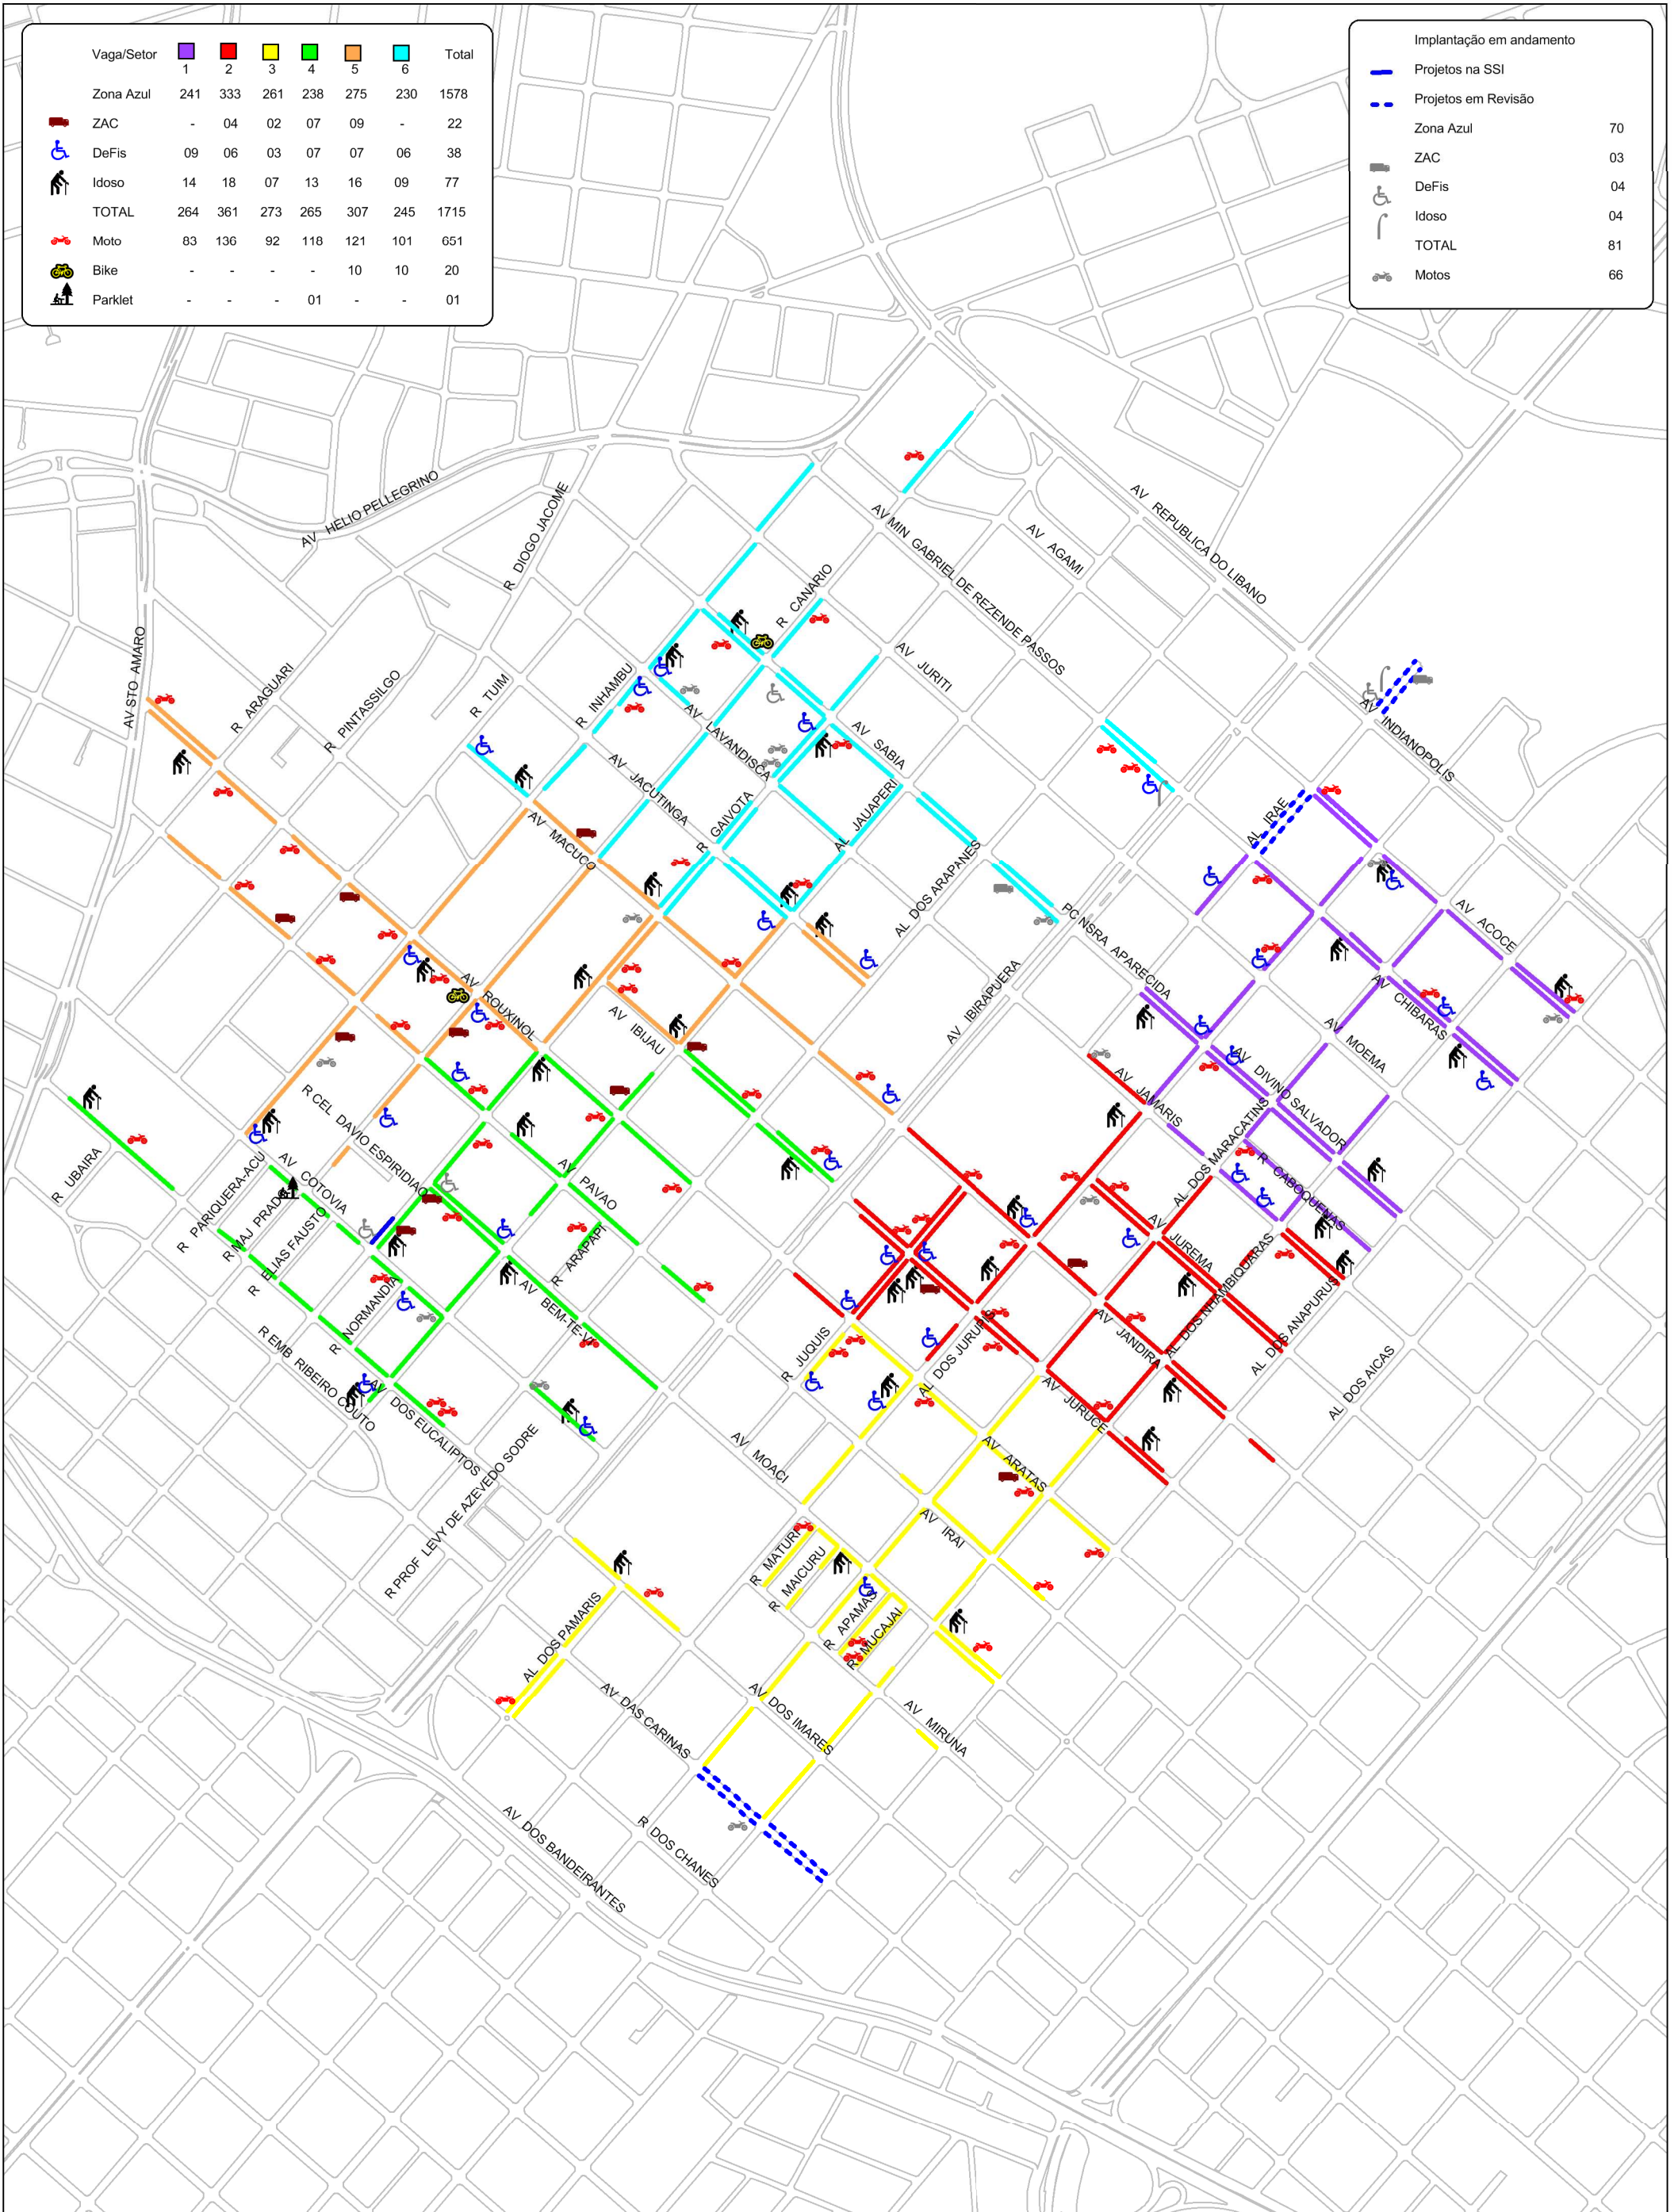 Vaga/Setor 1 2 3 4 5 6 Total
Zona Azul 241 333 261 238 275 230 1578
ZAC - 04 02 07 09 - 22
DeFis 09 06 03 07 07 06 38
Idoso 14 18 07 13 16 09 77
TOTAL 264 361 273 265 307 245 1715
Moto 83 136 92 118 121 101 651
Bike - - - - 10 10 20
Parklet - - - 01 - - 01
Implantação em andamento
Projetos na SSI
Projetos em Revisão
Zona Azul 70
ZAC 03
DeFis 04
Idoso 04
TOTAL 81
Motos 66
AV HELIO PELLEGRINO
R DIOGO JACOME
AV REPUBLICA DO LIBANO
AV MIN GABRIEL DE REZENDE PASSOS
AV AGAMI
R CANARIO
AV JURITI
AV STO AMARO
R ARAGUARI
R PINTASSILGO
R TUIM
R INHAMBU
AV LAVANDISCA
AV SABIA
AV INDIANOPOLIS
AV JACUTINGA
R GAIVOTA
AL JAUAPERI
AL IRAE
AV MACUCO
AL DOS ARAPANES
PC NSRA APARECIDA
AV ACOCE
AV ROUXINOL
AV IBIJAU
AV IBIRAPUERA
AV CHIBARAS
AV MOEMA
AV JAMARIS
AV DIVINO SALVADOR
R CEL DAVIO ESPIRIDIAO
R UBAIRA
R PARIQUERA-ACU
AV COTOVIA
AV PAVAO
AL DOS MARACATINS
R CABOQUENAS
R MAJ PRADO
R ELIAS FAUSTO
R ARAPAPI
AV JUREMA
AL DOS NHAMBIQUARAS
R NORMANDIA
AV BEM-TE-VI
R JUQUIS
AL DOS JURUPIS
AV JANDIRA
AL DOS ANAPURUS
R EMB RIBEIRO COUTO
AV DOS EUCALIPTOS
AV JURUCE
AL DOS AICAS
R PROF LEVY DE AZEVEDO SODRE
AV MOACI
AV ARATAS
AV IRAI
R MATURI
R MAICURU
R APAMAS
R MUCAJAI
AL DOS PAMARIS
AV DAS CARINAS
AV DOS IMARES
AV MIRUNA
AV DOS BANDEIRANTES
R DOS CHANES